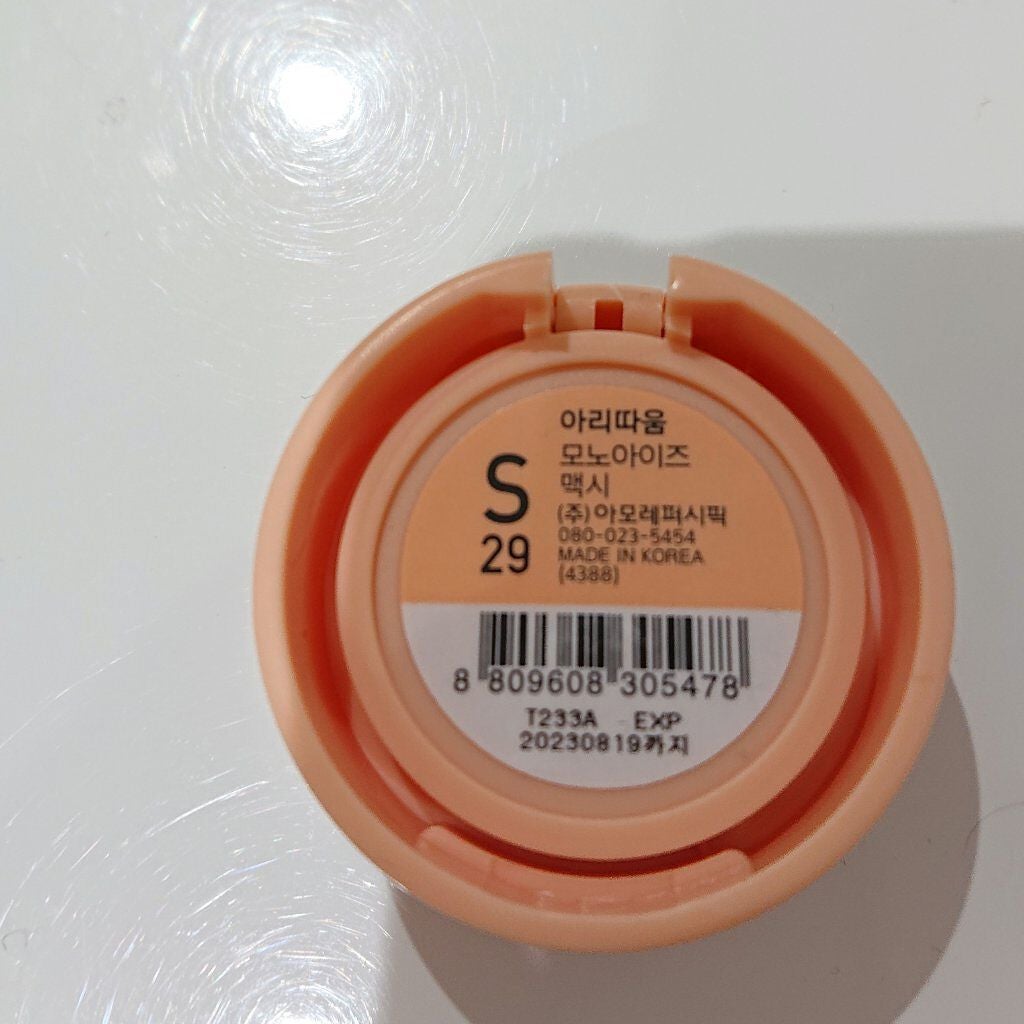 아리따움
모노아이즈
맥시
(주)아모레퍼시픽
080-023-5454
MADE IN KOREA
(4388)
S
29
8 809608 305478
T233A EXP
20230819까지